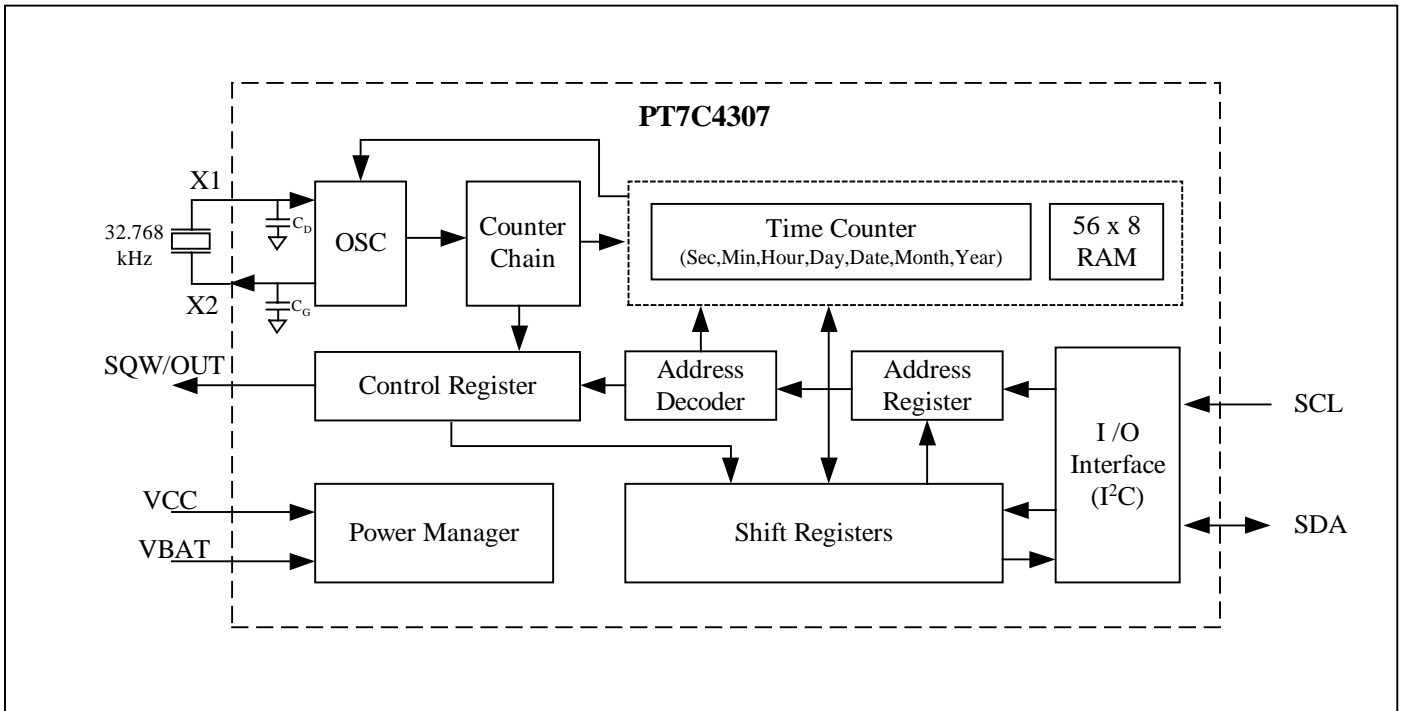 PT7C4307
X1
32.768
kHz
X2
C_D
C_G
OSC
Counter
Chain
Time Counter
(Sec,Min,Hour,Day,Date,Month,Year)
56 x 8
RAM
SQW/OUT
Control Register
Address
Decoder
Address
Register
I /O
Interface
(I²C)
SCL
SDA
VCC
VBAT
Power Manager
Shift Registers